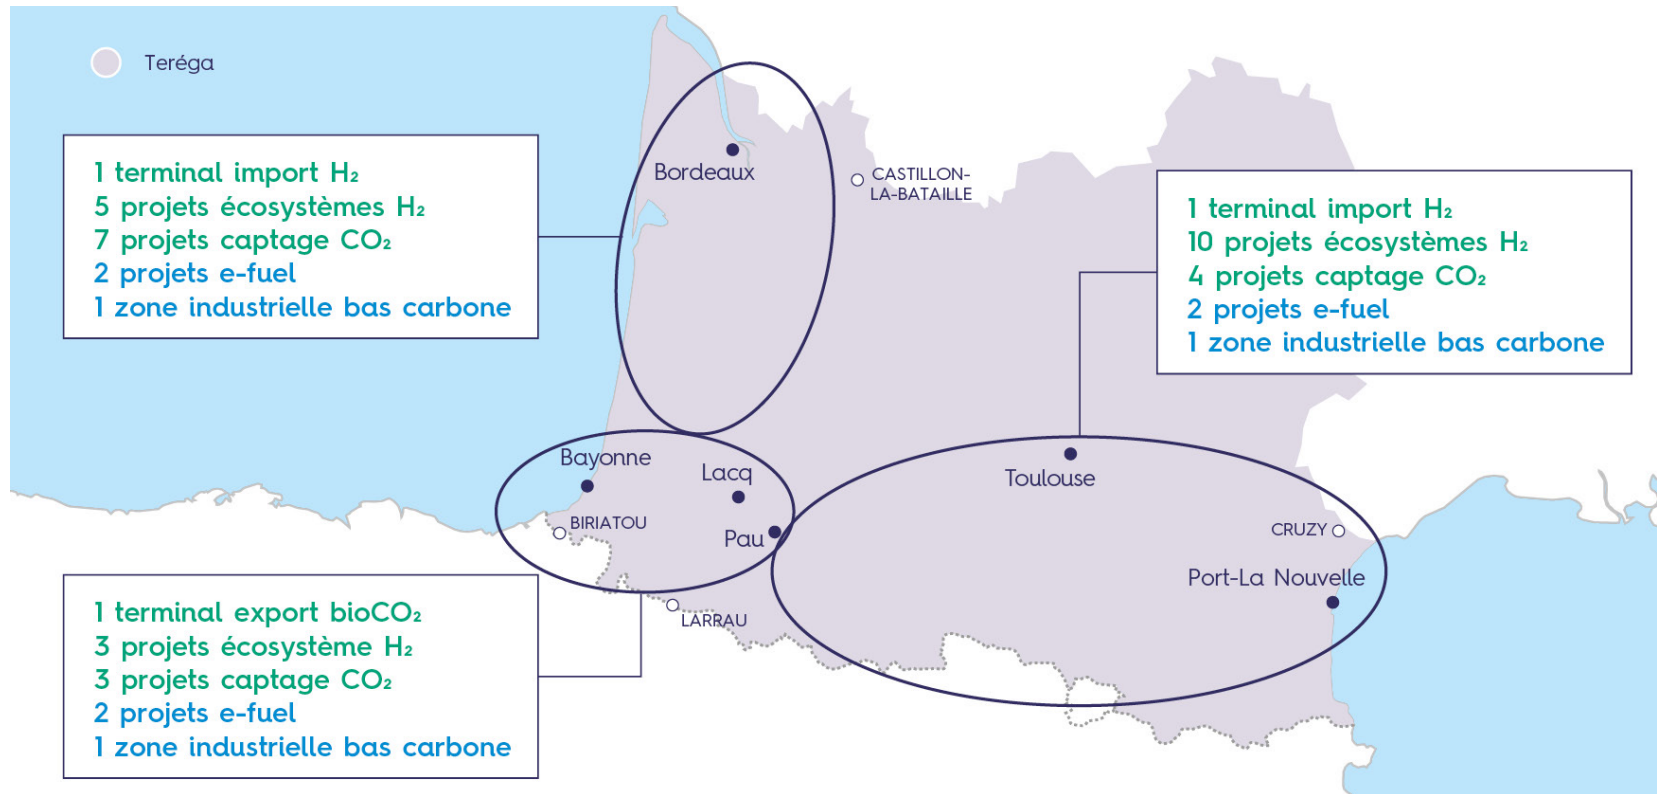 Teréga
1 terminal import H₂
5 projets écosystèmes H₂
7 projets captage CO₂
2 projets e-fuel
1 zone industrielle bas carbone
Bordeaux
CASTILLON-
LA-BATAILLE
1 terminal import H₂
10 projets écosystèmes H₂
4 projets captage CO₂
2 projets e-fuel
1 zone industrielle bas carbone
Bayonne
Lacq
Toulouse
BIRIATOU
Pau
CRUZY
Port-La Nouvelle
LARRAU
1 terminal export bioCO₂
3 projets écosystème H₂
3 projets captage CO₂
2 projets e-fuel
1 zone industrielle bas carbone